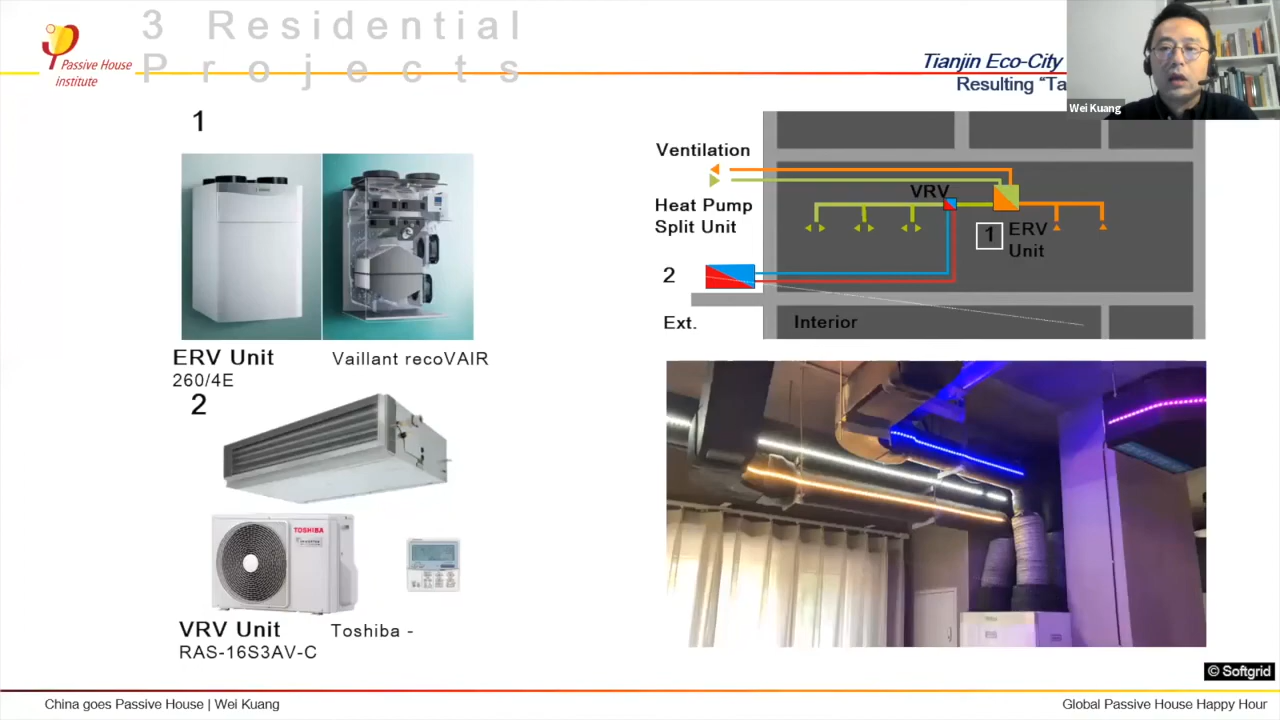 3 Residential
Projects
Passive House
Institute
Tianjin Eco-City
Resulting “Ta
Wei Kuang
1
Ventilation
Heat Pump
Split Unit
VRV
1
ERV
Unit
2
Ext.
Interior
ERV Unit
Vaillant recoVAIR
260/4E
2
TOSHIBA
VRV Unit
Toshiba -
RAS-16S3AV-C
© Softgrid
China goes Passive House | Wei Kuang
Global Passive House Happy Hour